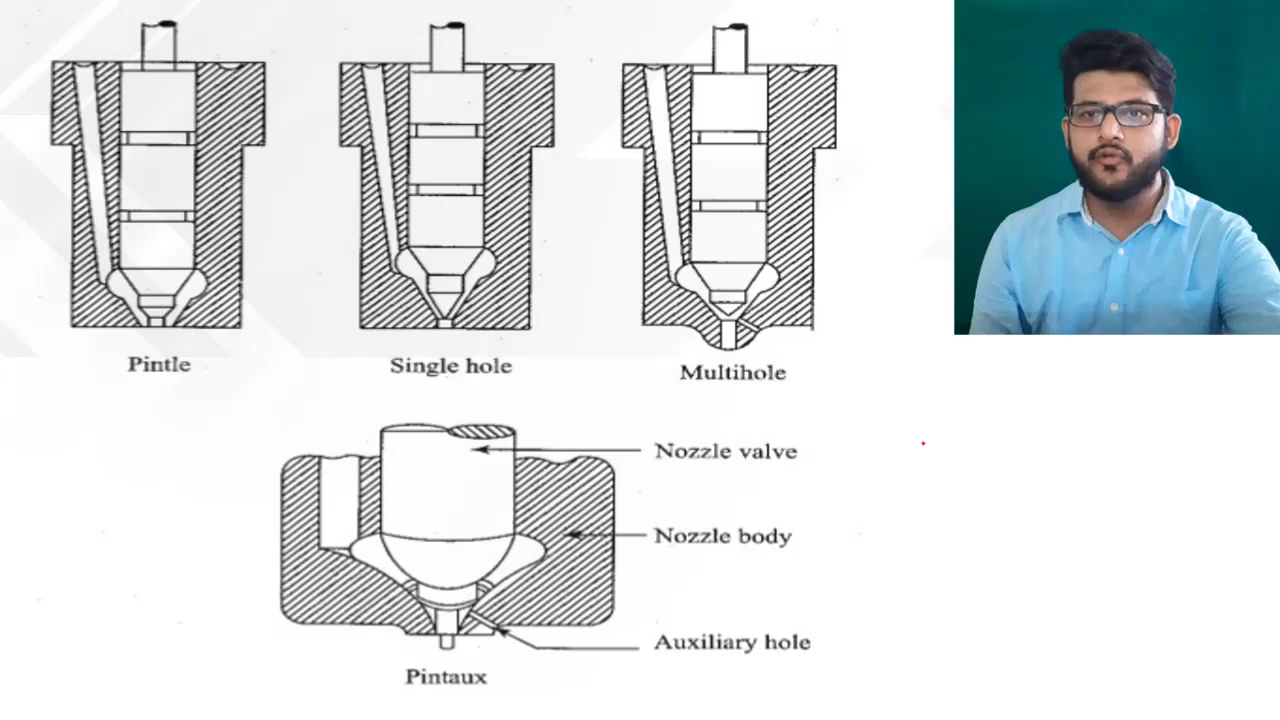 Pintle
Single hole
Multihole
Nozzle valve
Nozzle body
Auxiliary hole
Pintaux